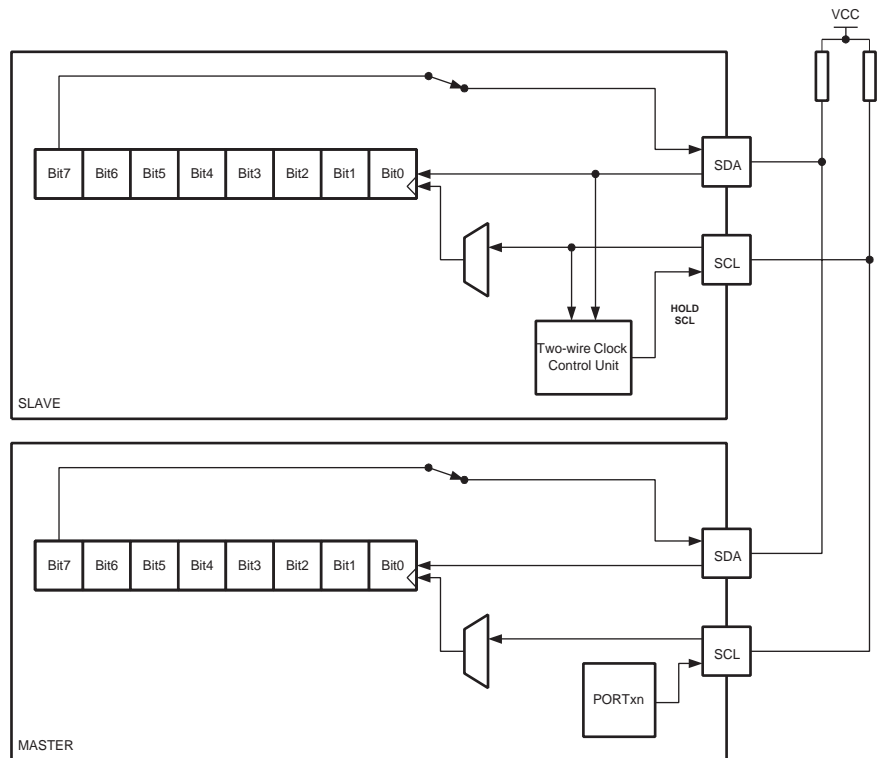 VCC
Bit7 Bit6 Bit5 Bit4 Bit3 Bit2 Bit1 Bit0
SDA
SCL
HOLD
SCL
Two-wire Clock
Control Unit
SLAVE
Bit7 Bit6 Bit5 Bit4 Bit3 Bit2 Bit1 Bit0
SDA
SCL
PORTxn
MASTER